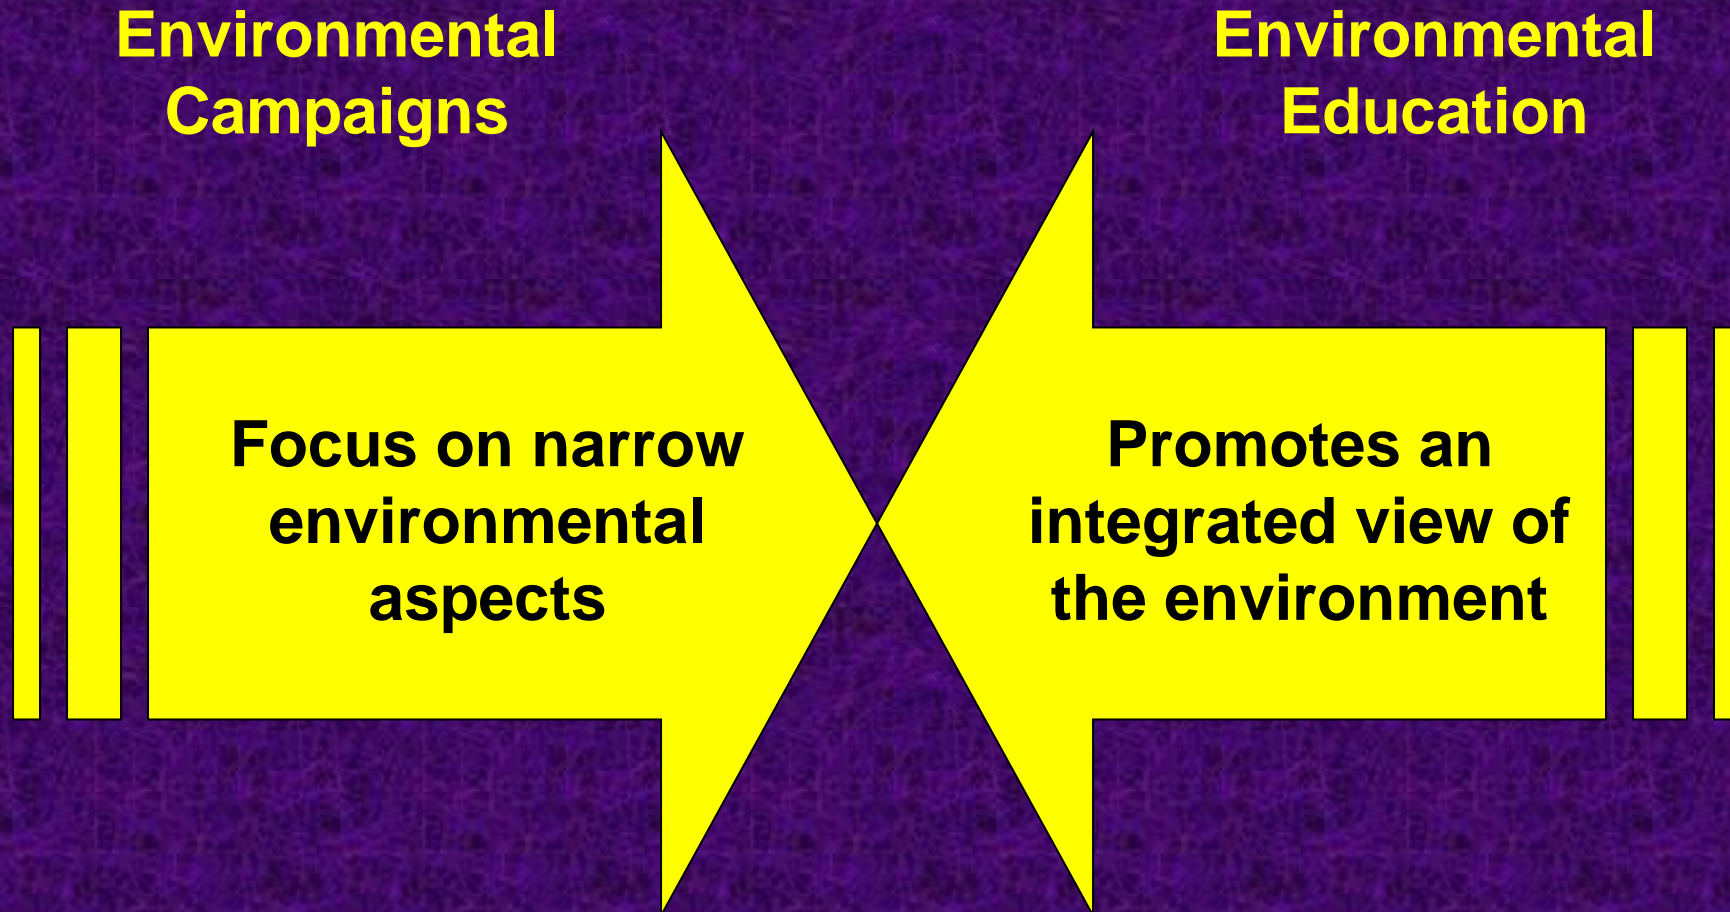 Environmental
Campaigns
Environmental
Education
Focus on narrow
environmental
aspects
Promotes an
integrated view of
the environment